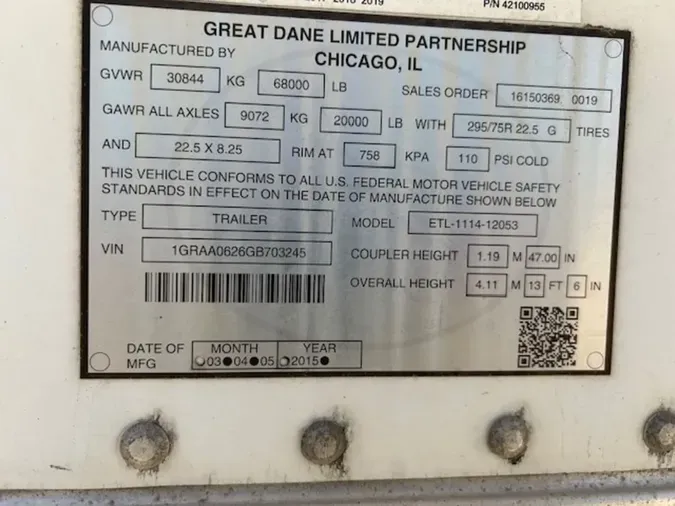 P/N 42100955
GREAT DANE LIMITED PARTNERSHIP
MANUFACTURED BY CHICAGO, IL
GVWR 30844 KG 68000 LB SALES ORDER 16150369 0019
GAWR ALL AXLES 9072 KG 20000 LB WITH 295/75R 22.5 G TIRES
AND 22.5 X 8.25 RIM AT 758 KPA 110 PSI COLD
THIS VEHICLE CONFORMS TO ALL U.S. FEDERAL MOTOR VEHICLE SAFETY
STANDARDS IN EFFECT ON THE DATE OF MANUFACTURE SHOWN BELOW
TYPE TRAILER MODEL ETL-1114-12053
VIN 1GRAA0626GB703245 COUPLER HEIGHT 1.19 M 47.00 IN
OVERALL HEIGHT 4.11 M 13 FT 6 IN
DATE OF MONTH YEAR
MFG 03 04 05 2015